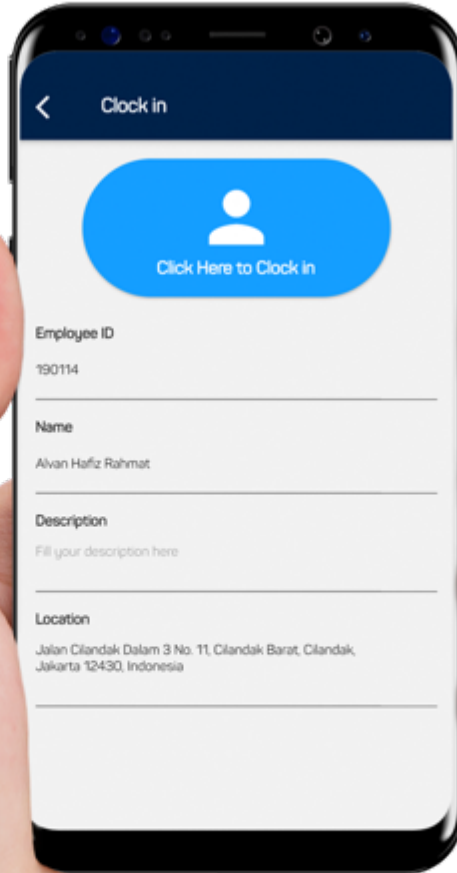 Clock in
Click Here to Clock in
Employee ID
190114
Name
Alvan Hafiz Rahmat
Description
Fill your description here
Location
Jalan Cilandak Dalam 3 No. 11, Cilandak Barat, Cilandak,
Jakarta 12430, Indonesia